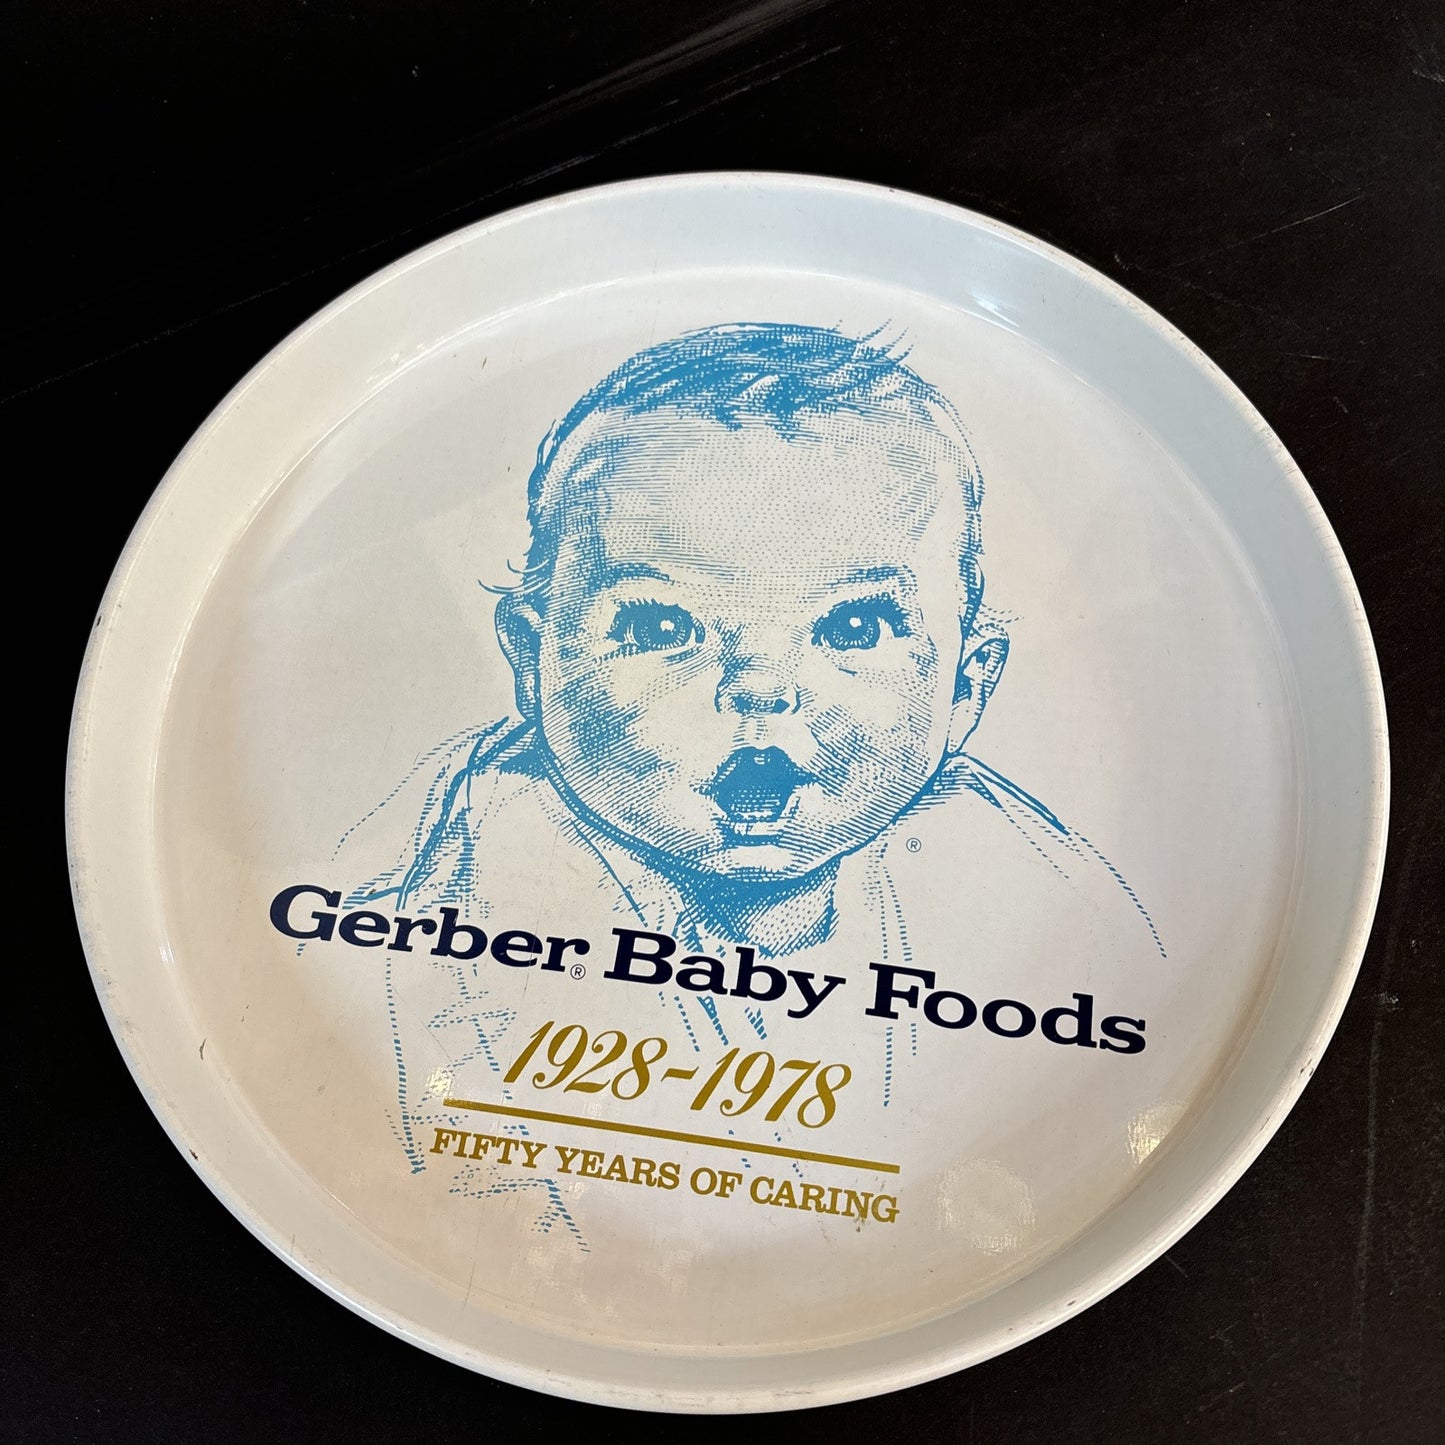 ®
Gerber® Baby Foods
1928-1978
FIFTY YEARS OF CARING